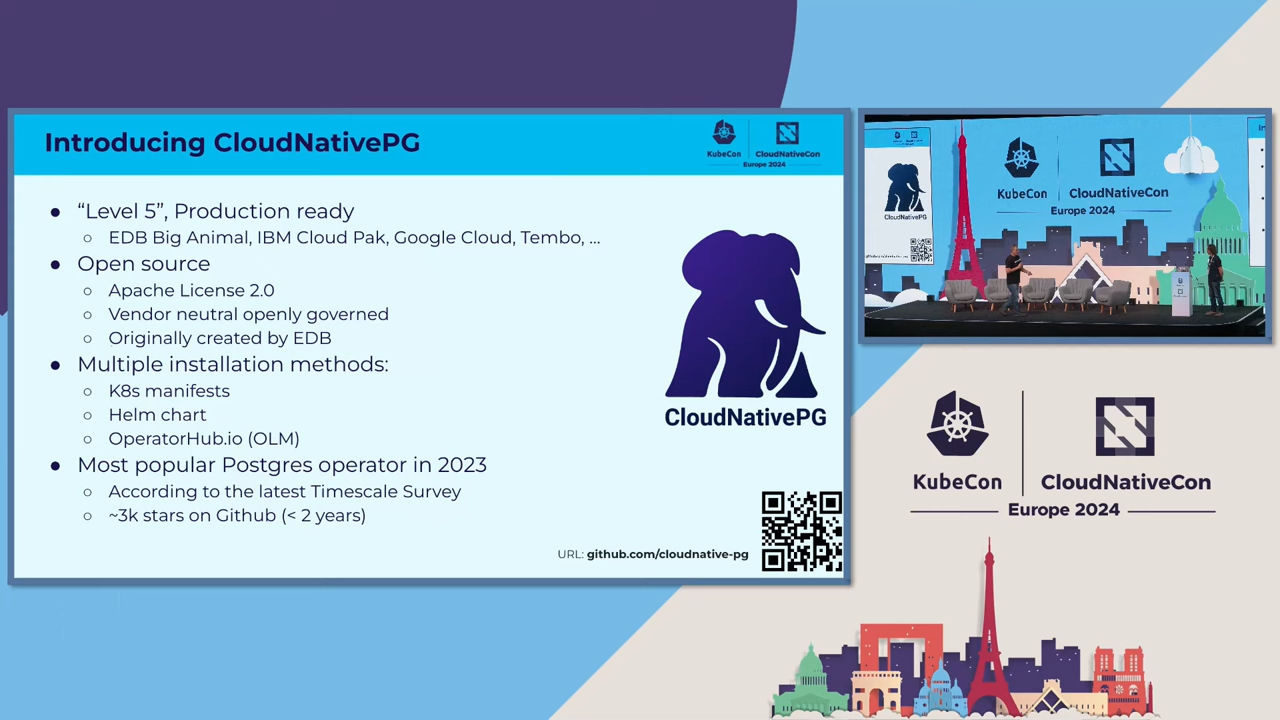 Introducing CloudNativePG
KubeCon
CloudNativeCon
Europe 2024
● “Level 5”, Production ready
○ EDB Big Animal, IBM Cloud Pak, Google Cloud, Tembo, ...
● Open source
○ Apache License 2.0
○ Vendor neutral openly governed
○ Originally created by EDB
● Multiple installation methods:
○ K8s manifests
○ Helm chart
○ OperatorHub.io (OLM)
● Most popular Postgres operator in 2023
○ According to the latest Timescale Survey
○ ~3k stars on Github (< 2 years)
CloudNativePG
URL: github.com/cloudnative-pg
KubeCon
CloudNativeCon
Europe 2024
CloudNativePG
KubeCon
CloudNativeCon
Europe 2024